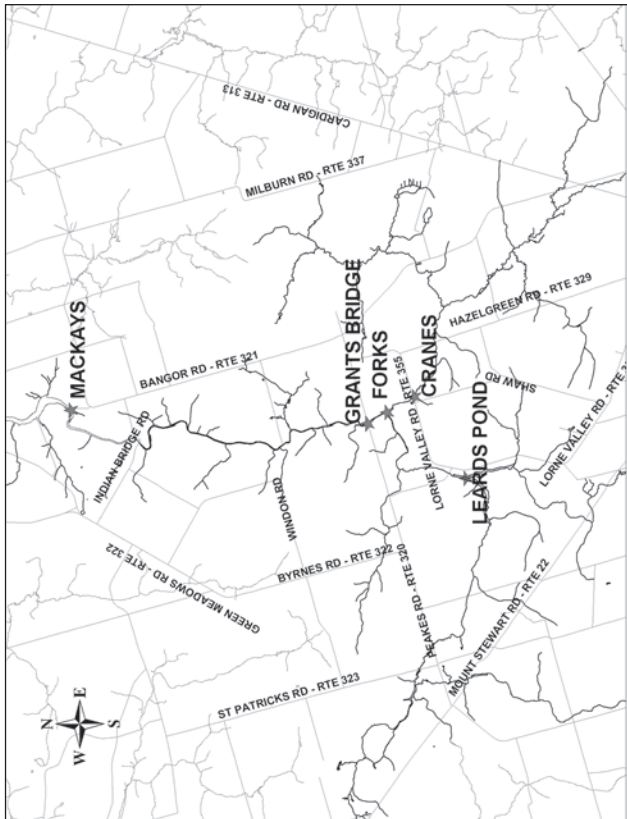 CARDIGAN RD - RTE 313
MILBURN RD - RTE 337
MACKAYS
BANGOR RD - RTE 321
INDIAN BRIDGE RD
GRANTS BRIDGE
FORKS
CRANES
HAZELGREEN RD - RTE 329
LORNE VALLEY RD - RTE 355
SHAW RD
LEARDS POND
LORNE VALLEY RD - RTE
WINDON RD
GREEN MEADOWS RD - RTE 322
BYRNES RD - RTE 322
PEAKES RD - RTE 320
MOUNT STEWART RD - RTE 22
ST PATRICKS RD - RTE 323
N
E
S
W